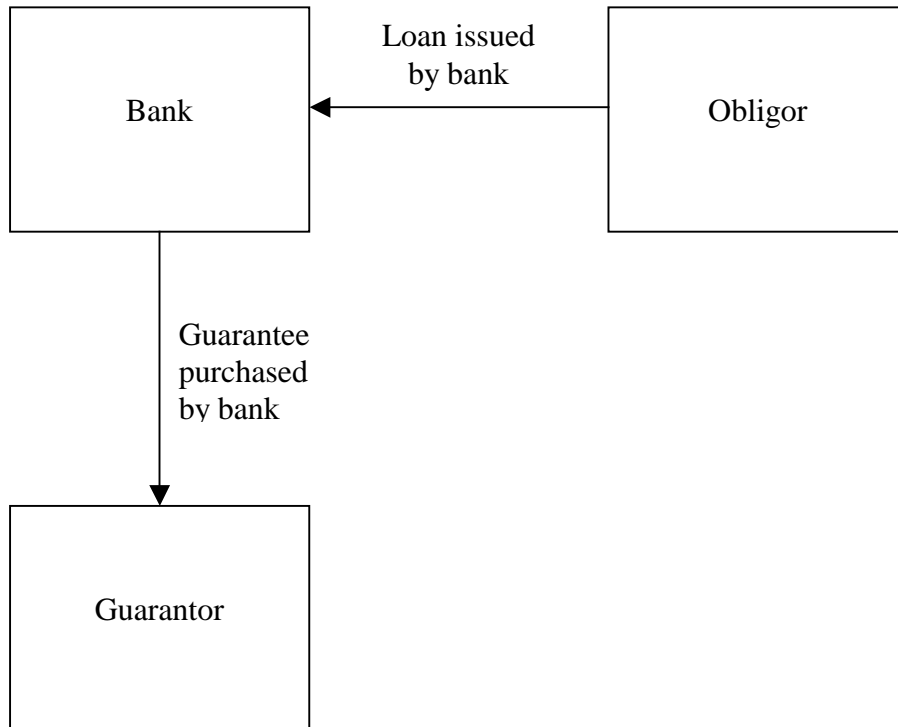 Loan issued
by bank
Bank
Obligor
Guarantee
purchased
by bank
Guarantor